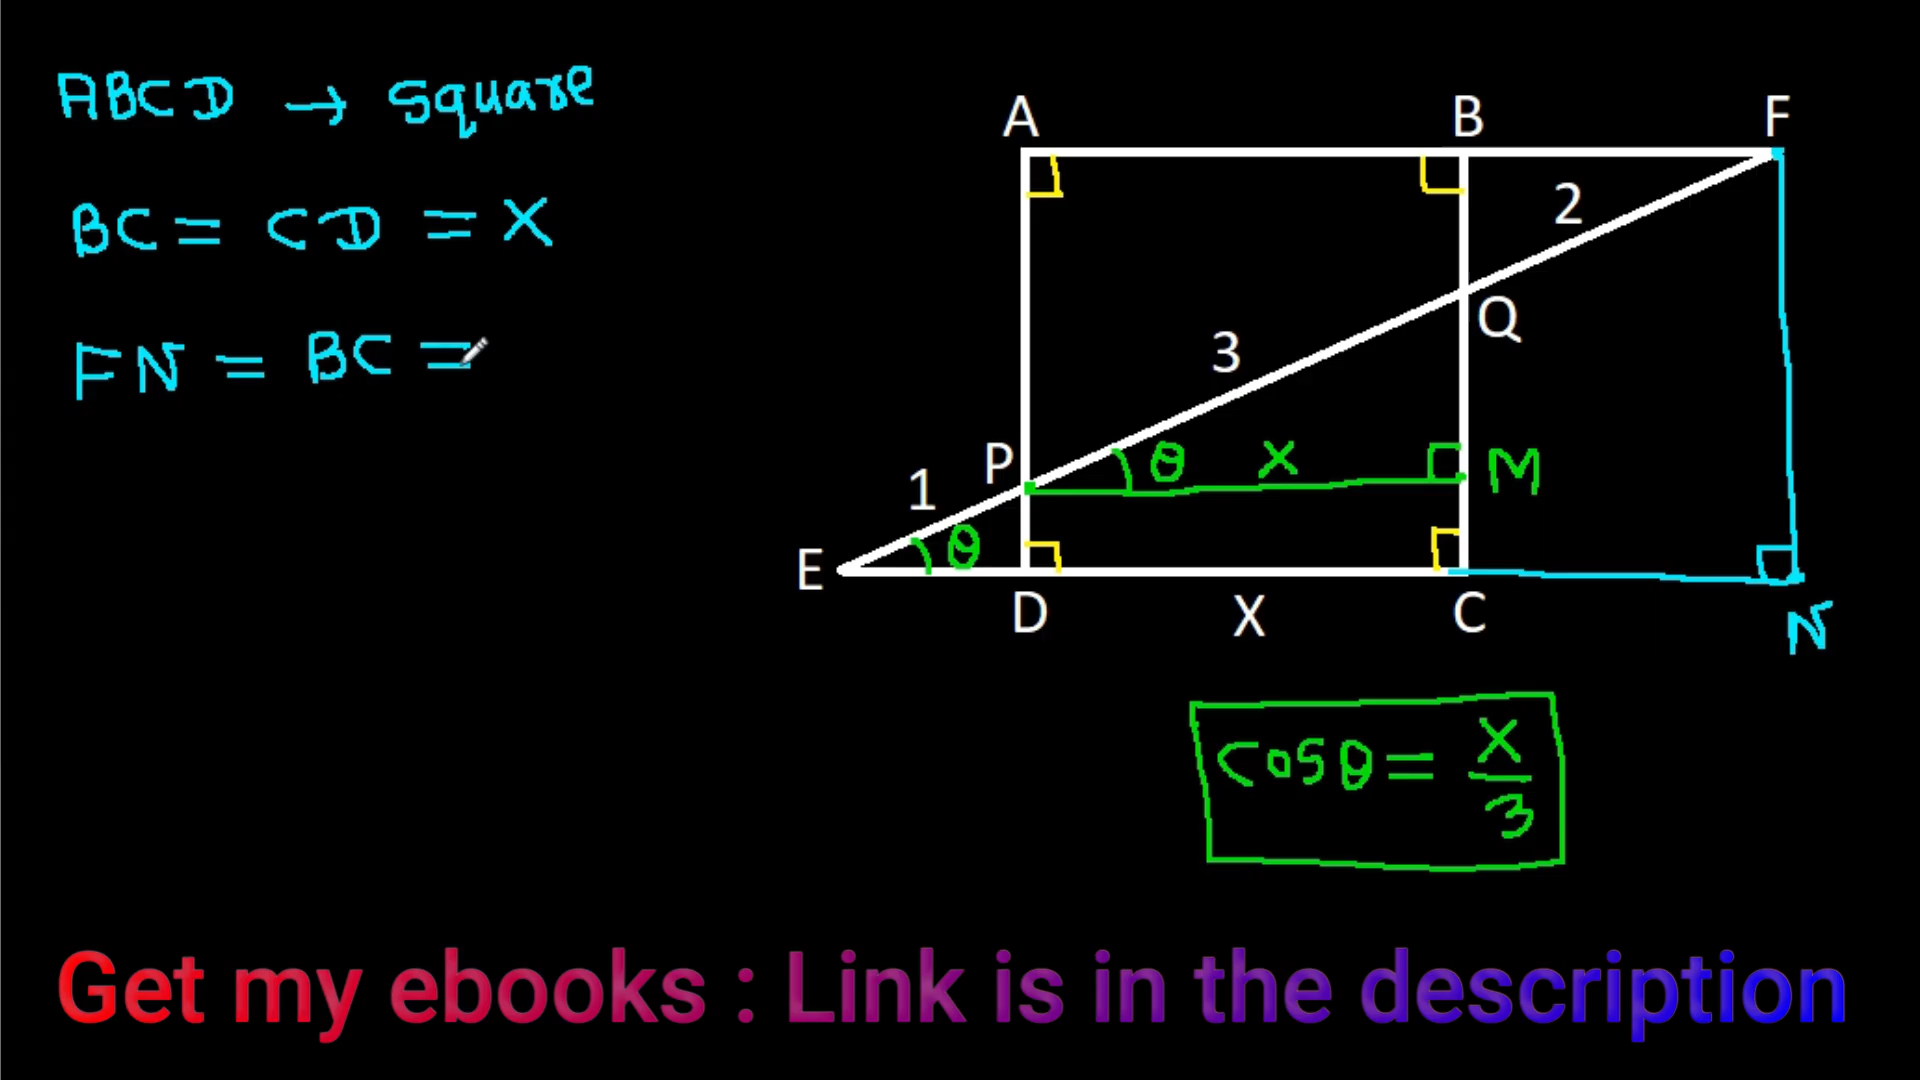 ABCD → square
BC = CD = X
FN = BC =
A B F
2
Q
3
P θ X M
1
E θ
D X C
N
cosθ = X/3
Get my ebooks : Link is in the description